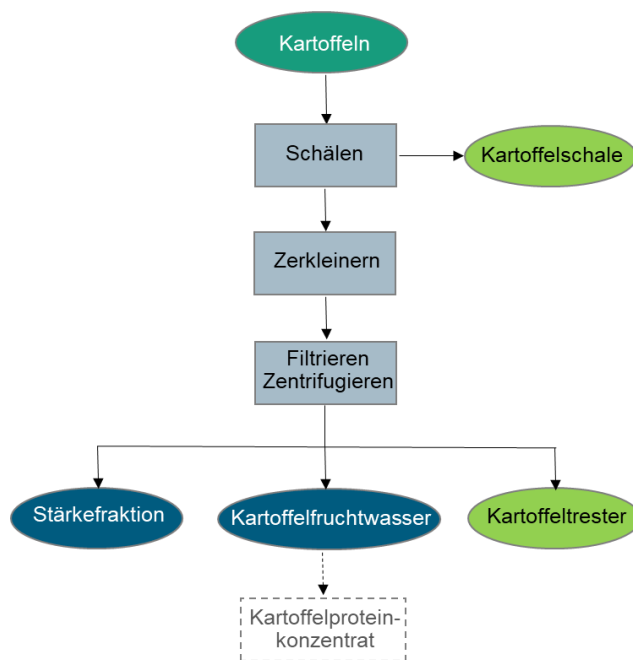 Kartoffeln
Schälen
Kartoffelschale
Zerkleinern
Filtrieren
Zentrifugieren
Stärkefraktion
Kartoffelfruchtwasser
Kartoffeltrester
Kartoffelprotein-
konzentrat